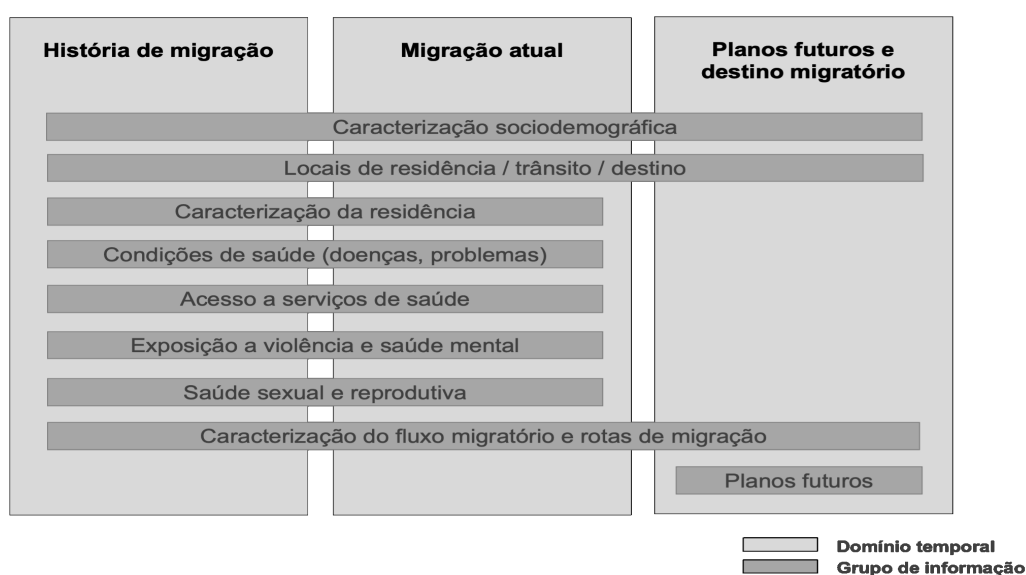 História de migração
Migração atual
Planos futuros e
destino migratório
Caracterização sociodemográfica
Locais de residência / trânsito / destino
Caracterização da residência
Condições de saúde (doenças, problemas)
Acesso a serviços de saúde
Exposição a violência e saúde mental
Saúde sexual e reprodutiva
Caracterização do fluxo migratório e rotas de migração
Planos futuros
Domínio temporal
Grupo de informação